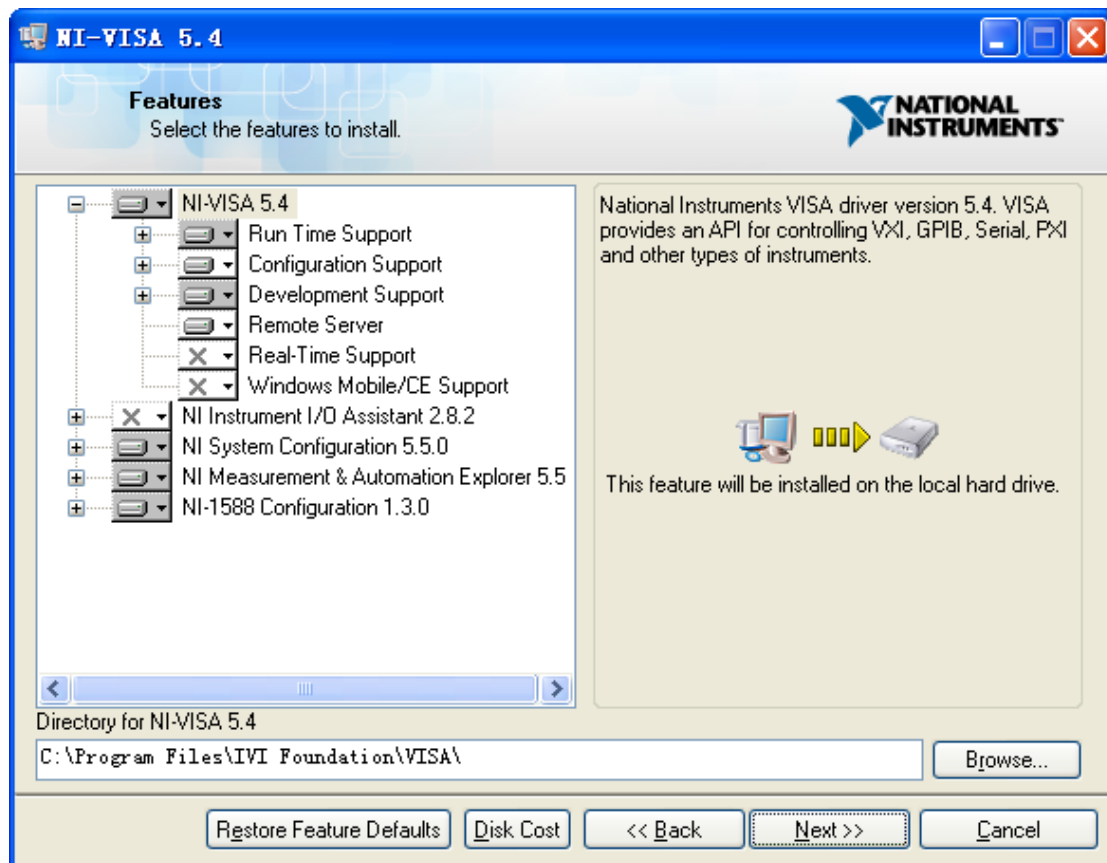 NI-VISA 5.4
Features
Select the features to install.
NATIONAL
INSTRUMENTS™
NI-VISA 5.4
Run Time Support
Configuration Support
Development Support
Remote Server
Real-Time Support
Windows Mobile/CE Support
NI Instrument I/O Assistant 2.8.2
NI System Configuration 5.5.0
NI Measurement & Automation Explorer 5.5
NI-1588 Configuration 1.3.0
National Instruments VISA driver version 5.4. VISA
provides an API for controlling VXI, GPIB, Serial, PXI
and other types of instruments.
This feature will be installed on the local hard drive.
Directory for NI-VISA 5.4
C:\Program Files\IVI Foundation\VISA\
Browse...
Restore Feature Defaults
Disk Cost
<< Back
Next >>
Cancel